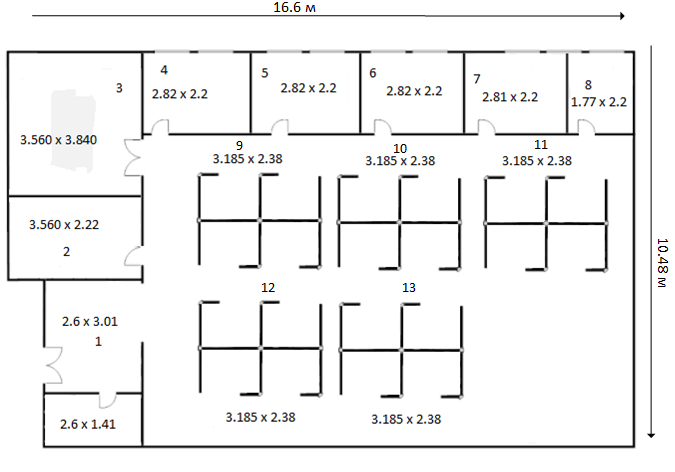 16.6 м
3
4
2.82 x 2.2
5
2.82 x 2.2
6
2.82 x 2.2
7
2.81 x 2.2
8
1.77 x 2.2
3.560 x 3.840
9
3.185 x 2.38
10
3.185 x 2.38
11
3.185 x 2.38
3.560 x 2.22
2
10.48 м
12
13
2.6 x 3.01
1
2.6 x 1.41
3.185 x 2.38
3.185 x 2.38